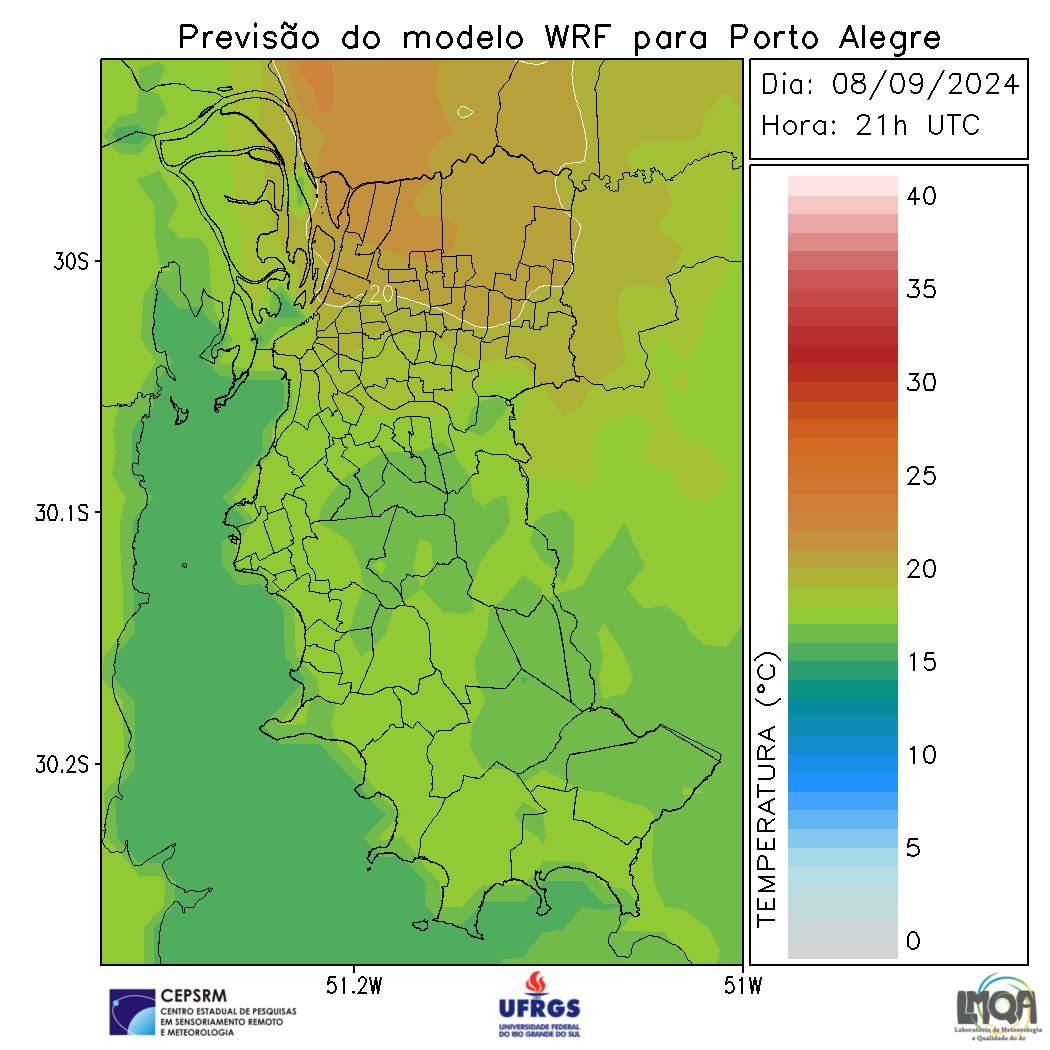 Previsão do modelo WRF para Porto Alegre
Dia: 08/09/2024
Hora: 21h UTC
40
35
30
25
20
15
10
5
0
TEMPERATURA (°C)
30S
30.1S
30.2S
20
51.2W
51W
CEPSRM
CENTRO ESTADUAL DE PESQUISAS
EM SENSORIAMENTO REMOTO
E METEOROLOGIA
UFRGS
UNIVERSIDADE FEDERAL
DO RIO GRANDE DO SUL
LMQA
Laboratório de Meteorologia
e Qualidade do Ar